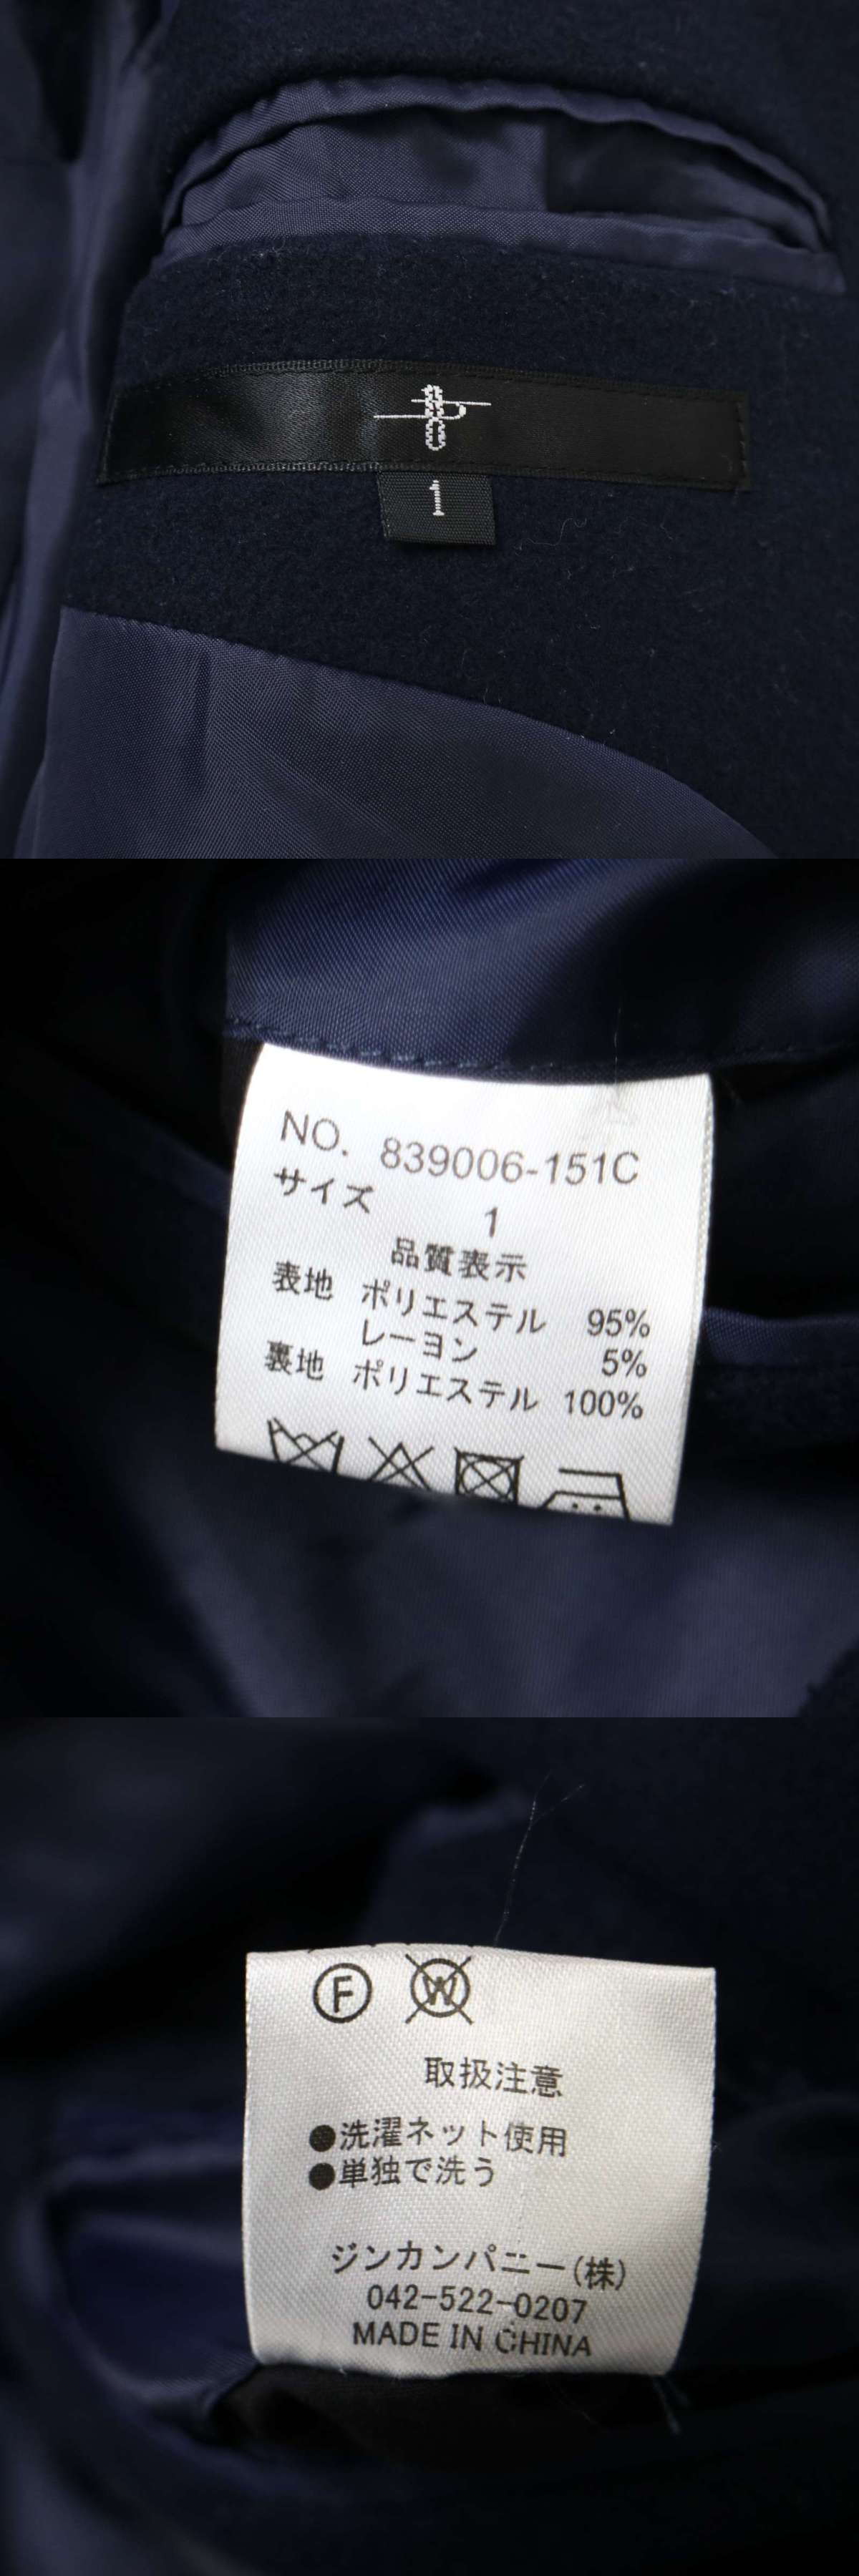 1
NO. 839006-151C
サイズ 1
品質表示
表地 ポリエステル 95%
レーヨン 5%
裏地 ポリエステル 100%
F W
取扱注意
●洗濯ネット使用
●単独で洗う
ジンカンパニー(株)
042-522-0207
MADE IN CHINA